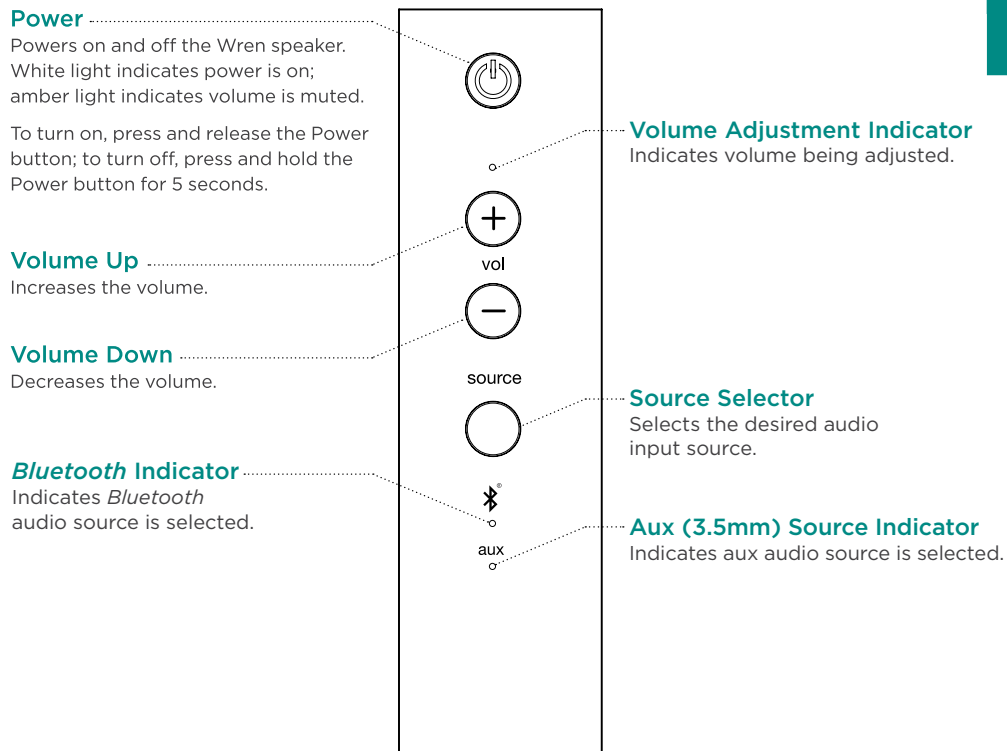 Power
Powers on and off the Wren speaker.
White light indicates power is on;
amber light indicates volume is muted.
To turn on, press and release the Power
button; to turn off, press and hold the
Power button for 5 seconds.
Volume Up
Increases the volume.
Volume Down
Decreases the volume.
Bluetooth Indicator
Indicates Bluetooth
audio source is selected.
vol
source
®
aux
Volume Adjustment Indicator
Indicates volume being adjusted.
Source Selector
Selects the desired audio
input source.
Aux (3.5mm) Source Indicator
Indicates aux audio source is selected.